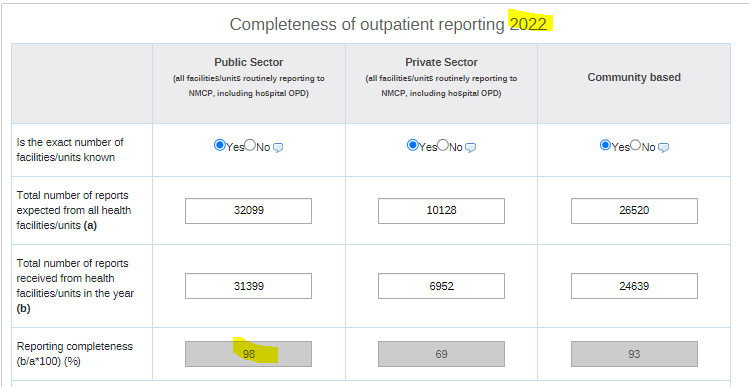 Completeness of outpatient reporting 2022
Public Sector
(all facilities/units routinely reporting to
NMCP, including hospital OPD)
Private Sector
(all facilities/units routinely reporting to
NMCP, including hospital OPD)
Community based
Is the exact number of
facilities/units known
Yes No
Yes No
Yes No
Total number of reports
expected from all health
facilities/units (a)
32099
10128
26520
Total number of reports
received from health
facilities/units in the year
(b)
31399
6952
24639
Reporting completeness
(b/a*100) (%)
98
69
93